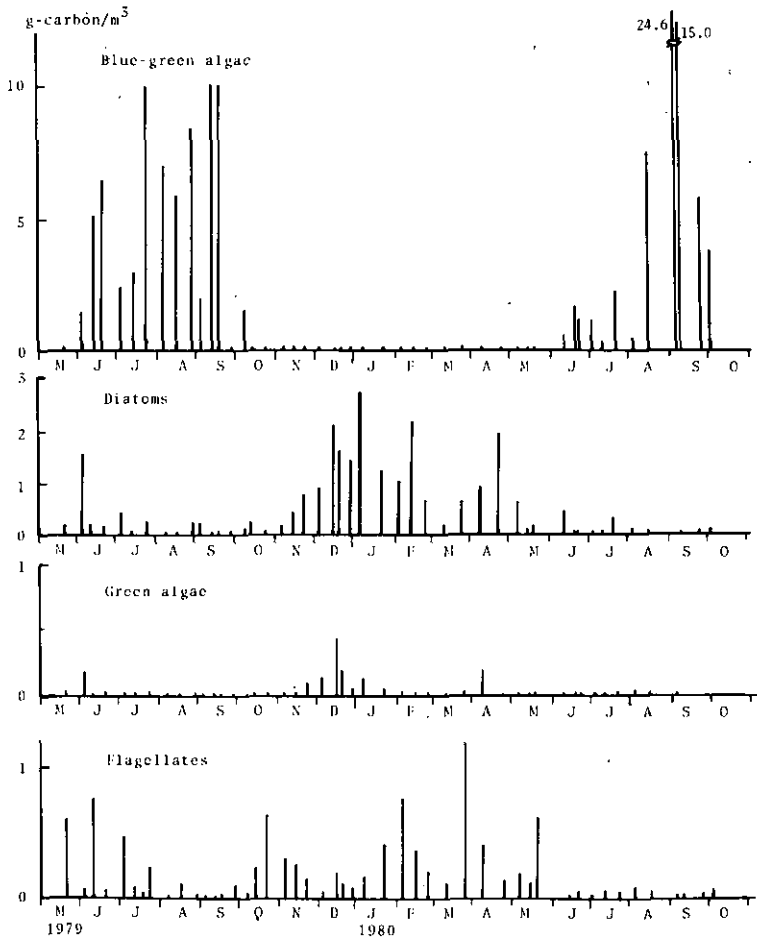 g-carbon/m³
24.6
15.0
Blue-green algae
10
5
0
M J J A S O N D J F M A M J J A S O
3
Diatoms
2
1
0
M J J A S O N D J F M A M J J A S O
1
Green algae
0
M J J A S O N D J F M A M J J A S O
1
Flagellates
0
M J J A S O N D J F M A M J J A S O
1979 1980